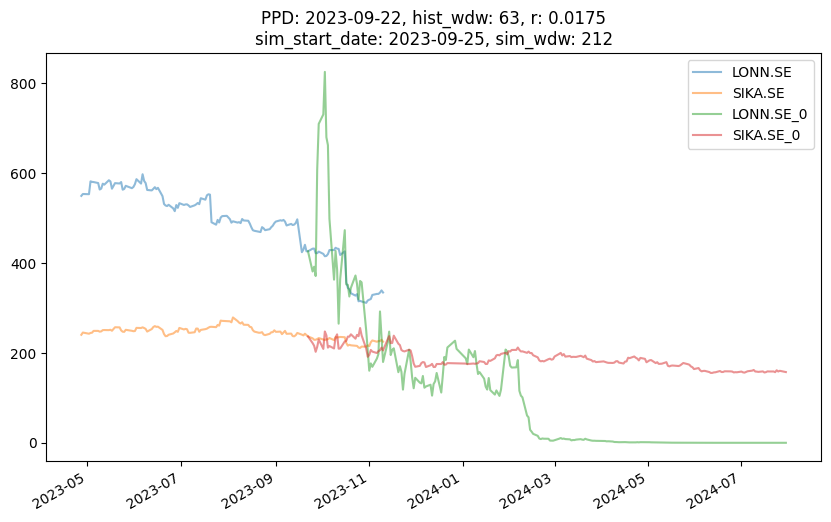 PPD: 2023-09-22, hist_wdw: 63, r: 0.0175
sim_start_date: 2023-09-25, sim_wdw: 212
LONN.SE
SIKA.SE
LONN.SE_0
SIKA.SE_0
800
600
400
200
0
2023-05
2023-07
2023-09
2023-11
2024-01
2024-03
2024-05
2024-07